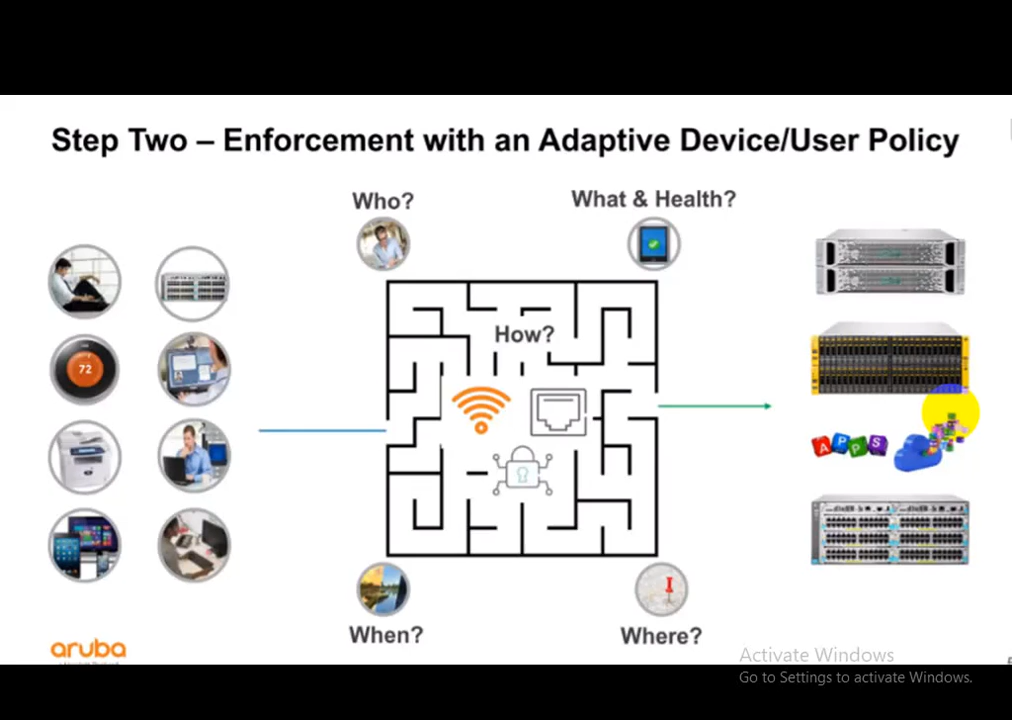 Step Two – Enforcement with an Adaptive Device/User Policy
Who?
What & Health?
How?
72
APPS
When?
Where?
aruba
Activate Windows
Go to Settings to activate Windows.